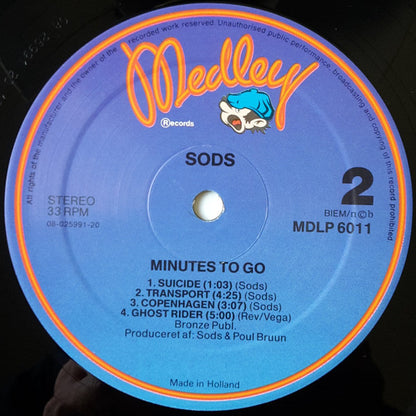 All rights of the manufacturer and the owner of the recorded work reserved Unauthorised public performance, broadcasting and copying of this record prohibited
Medley
Records
SODS
STEREO
33 RPM
08-025991-20
2
BIEM/n©b
MDLP 6011
MINUTES TO GO
1. SUICIDE (1:03) (Sods)
2. TRANSPORT (4:25) (Sods)
3. COPENHAGEN (3:07) (Sods)
4. GHOST RIDER (5:00) (Rev/Vega)
Bronze Publ.
Produceret af: Sods & Poul Bruun
Made in Holland